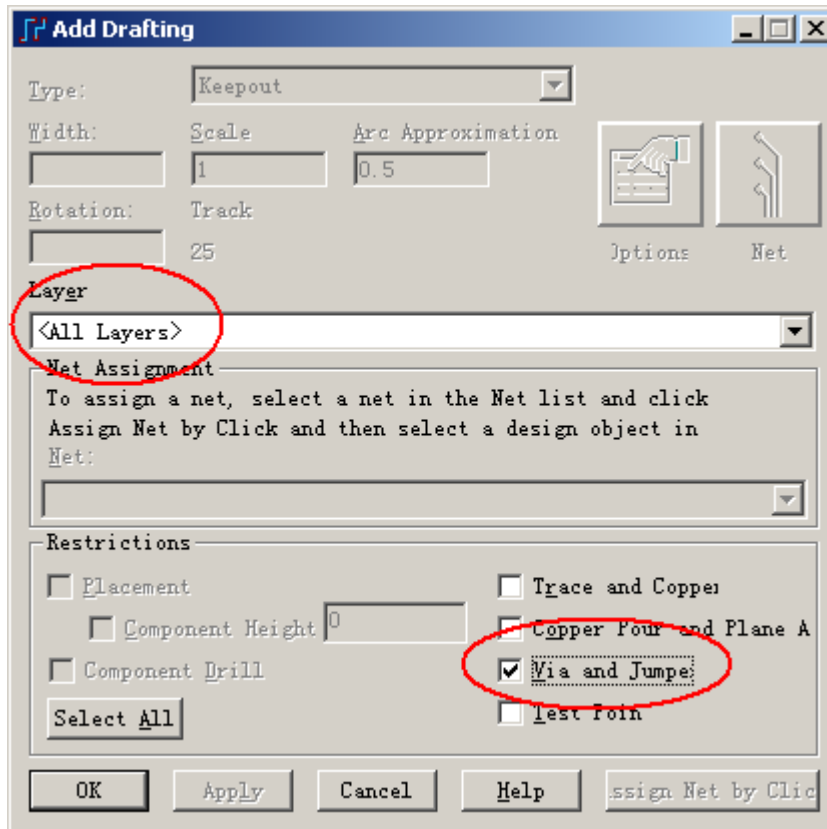 Add Drafting
Type: Keepout
Width: Scale Arc Approximation
1 0.5
Rotation: Track
25
Options Net
Layer
<All Layers>
Net Assignment
To assign a net, select a net in the Net list and click
Assign Net by Click and then select a design object in
Net:
Restrictions
Placement Trace and Copper
Component Height 0 Copper Pour and Plane A
Component Drill Via and Jumpe
Select All Test Poin
OK Apply Cancel Help ssign Net by Clic